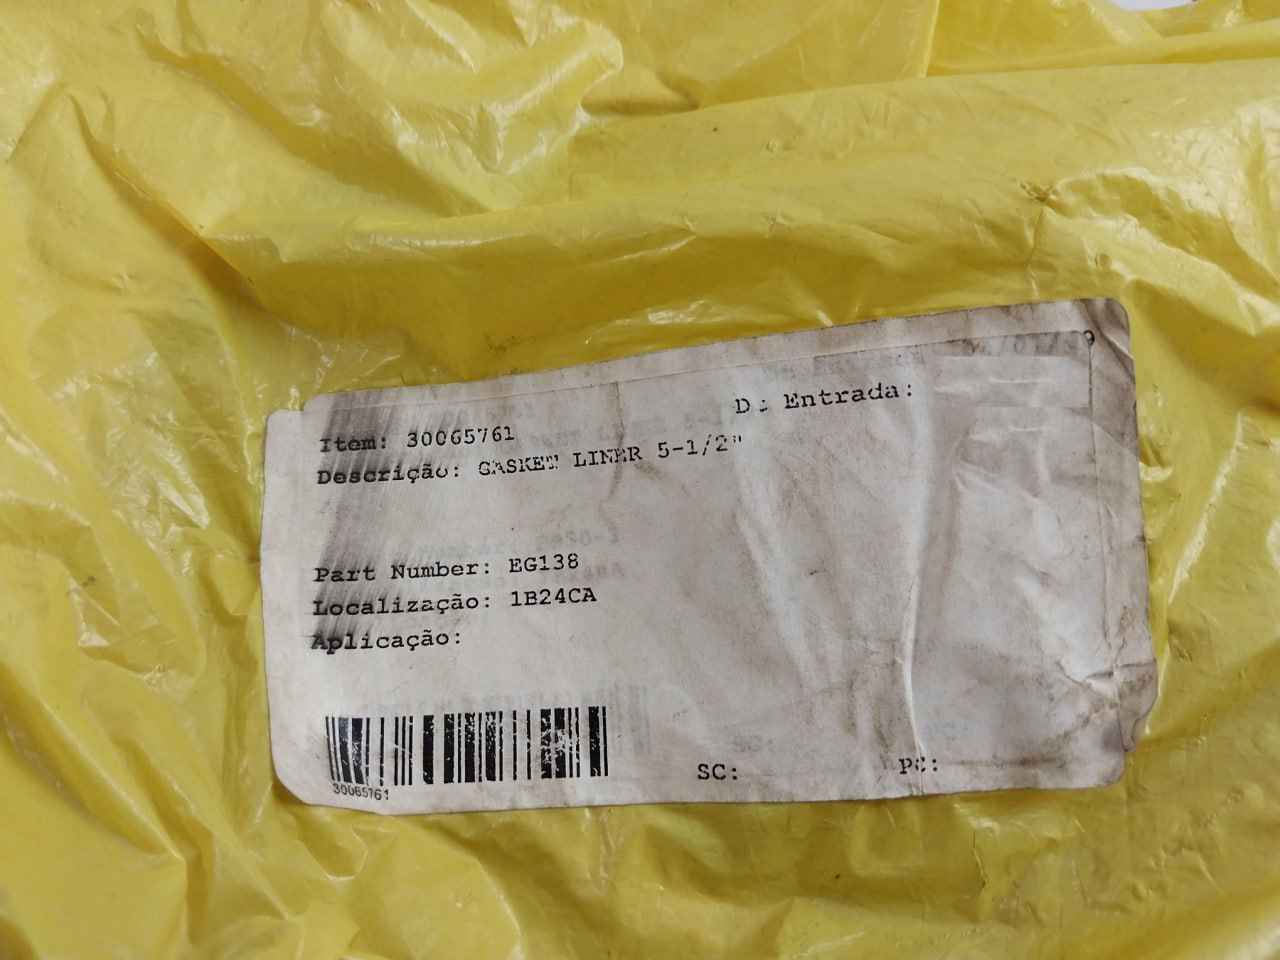 Entrada:
Item: 30065761
Descrição: GASKET LINER 5-1/2"
Part Number: EG138
Localização: 1B24CA
Aplicação:
30065761
SC: PC: